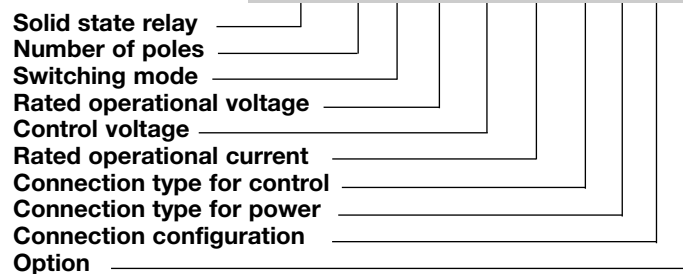 Solid state relay
Number of poles
Switching mode
Rated operational voltage
Control voltage
Rated operational current
Connection type for control
Connection type for power
Connection configuration
Option